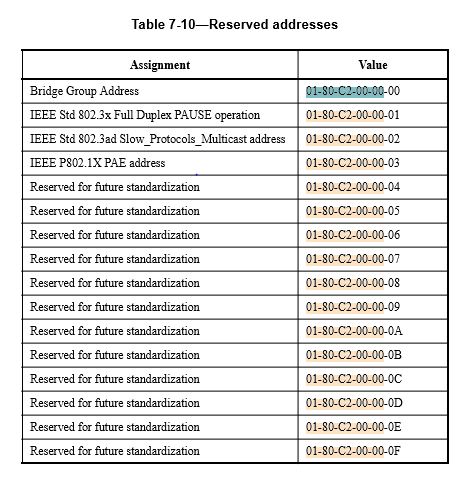 Table 7-10—Reserved addresses
Assignment Value
Bridge Group Address 01-80-C2-00-00-00
IEEE Std 802.3x Full Duplex PAUSE operation 01-80-C2-00-00-01
IEEE Std 802.3ad Slow_Protocols_Multicast address 01-80-C2-00-00-02
IEEE P802.1X PAE address 01-80-C2-00-00-03
Reserved for future standardization 01-80-C2-00-00-04
Reserved for future standardization 01-80-C2-00-00-05
Reserved for future standardization 01-80-C2-00-00-06
Reserved for future standardization 01-80-C2-00-00-07
Reserved for future standardization 01-80-C2-00-00-08
Reserved for future standardization 01-80-C2-00-00-09
Reserved for future standardization 01-80-C2-00-00-0A
Reserved for future standardization 01-80-C2-00-00-0B
Reserved for future standardization 01-80-C2-00-00-0C
Reserved for future standardization 01-80-C2-00-00-0D
Reserved for future standardization 01-80-C2-00-00-0E
Reserved for future standardization 01-80-C2-00-00-0F